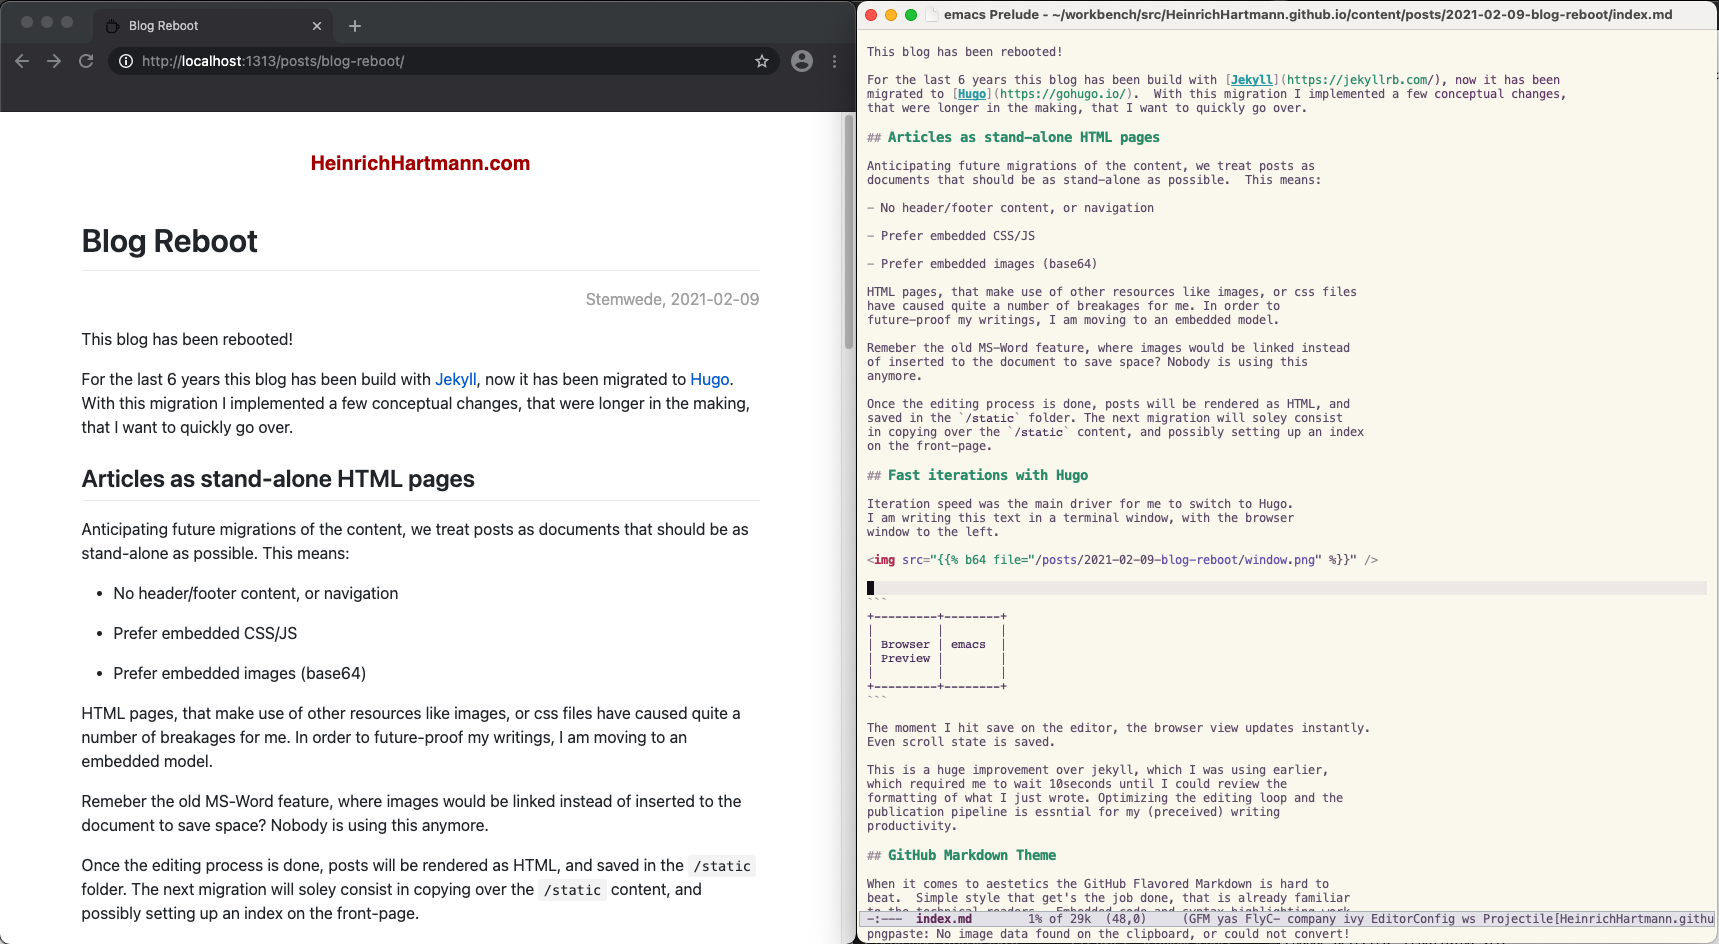 Blog Reboot
http://localhost:1313/posts/blog-reboot/
HeinrichHartmann.com
Blog Reboot
Stemwede, 2021-02-09
This blog has been rebooted!
For the last 6 years this blog has been build with Jekyll, now it has been migrated to Hugo.
With this migration I implemented a few conceptual changes, that were longer in the making,
that I want to quickly go over.
Articles as stand-alone HTML pages
Anticipating future migrations of the content, we treat posts as documents that should be as
stand-alone as possible. This means:
• No header/footer content, or navigation
• Prefer embedded CSS/JS
• Prefer embedded images (base64)
HTML pages, that make use of other resources like images, or css files have caused quite a
number of breakages for me. In order to future-proof my writings, I am moving to an
embedded model.
Remeber the old MS-Word feature, where images would be linked instead of inserted to the
document to save space? Nobody is using this anymore.
Once the editing process is done, posts will be rendered as HTML, and saved in the /static
folder. The next migration will soley consist in copying over the /static content, and
possibly setting up an index on the front-page.
emacs Prelude - ~/workbench/src/HeinrichHartmann.github.io/content/posts/2021-02-09-blog-reboot/index.md
This blog has been rebooted!
For the last 6 years this blog has been build with [Jekyll](https://jekyllrb.com/), now it has been
migrated to [Hugo](https://gohugo.io/).  With this migration I implemented a few conceptual changes,
that were longer in the making, that I want to quickly go over.
## Articles as stand-alone HTML pages
Anticipating future migrations of the content, we treat posts as
documents that should be as stand-alone as possible.  This means:
- No header/footer content, or navigation
- Prefer embedded CSS/JS
- Prefer embedded images (base64)
HTML pages, that make use of other resources like images, or css files
have caused quite a number of breakages for me. In order to
future-proof my writings, I am moving to an embedded model.
Remeber the old MS-Word feature, where images would be linked instead
of inserted to the document to save space? Nobody is using this
anymore.
Once the editing process is done, posts will be rendered as HTML, and
saved in the `/static` folder. The next migration will soley consist
in copying over the `/static` content, and possibly setting up an index
on the front-page.
## Fast iterations with Hugo
Iteration speed was the main driver for me to switch to Hugo.
I am writing this text in a terminal window, with the browser
window to the left.
<img src="{{% b64 file="/posts/2021-02-09-blog-reboot/window.png" %}}" />
```
+---------+--------+
|         |        |
| Browser | emacs  |
| Preview |        |
|         |        |
+---------+--------+
```
The moment I hit save on the editor, the browser view updates instantly.
Even scroll state is saved.
This is a huge improvement over jekyll, which I was using earlier,
which required me to wait 10seconds until I could review the
formatting of what I just wrote. Optimizing the editing loop and the
publication pipeline is essntial for my (preceived) writing
productivity.
## GitHub Markdown Theme
When it comes to aestetics the GitHub Flavored Markdown is hard to
beat.  Simple style that get's the job done, that is already familiar
-:---  index.md        1% of 29k  (48,0)     (GFM yas FlyC- company ivy EditorConfig ws Projectile[HeinrichHartmann.githu
pngpaste: No image data found on the clipboard, or could not convert!